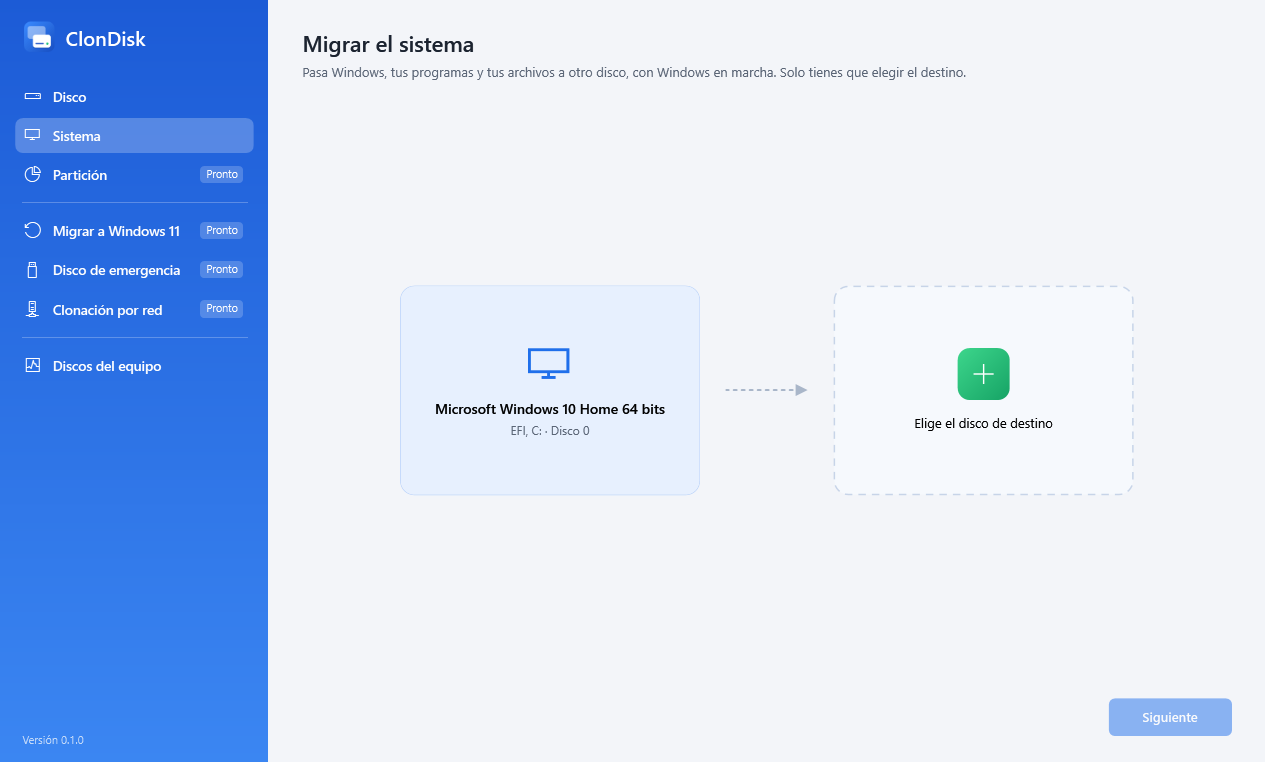 ClonDisk
Disco
Sistema
Partición Pronto
Migrar a Windows 11 Pronto
Disco de emergencia Pronto
Clonación por red Pronto
Discos del equipo
Versión 0.1.0
Migrar el sistema
Pasa Windows, tus programas y tus archivos a otro disco, con Windows en marcha. Solo tienes que elegir el destino.
Microsoft Windows 10 Home 64 bits
EFI, C: · Disco 0
Elige el disco de destino
Siguiente